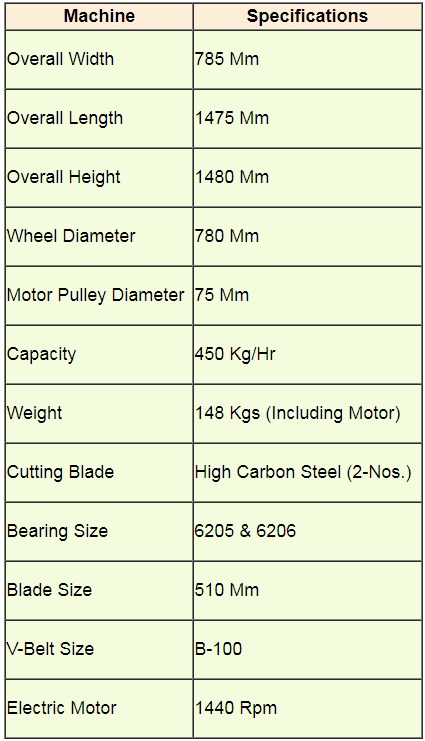 Machine Specifications
Overall Width 785 Mm
Overall Length 1475 Mm
Overall Height 1480 Mm
Wheel Diameter 780 Mm
Motor Pulley Diameter 75 Mm
Capacity 450 Kg/Hr
Weight 148 Kgs (Including Motor)
Cutting Blade High Carbon Steel (2-Nos.)
Bearing Size 6205 & 6206
Blade Size 510 Mm
V-Belt Size B-100
Electric Motor 1440 Rpm